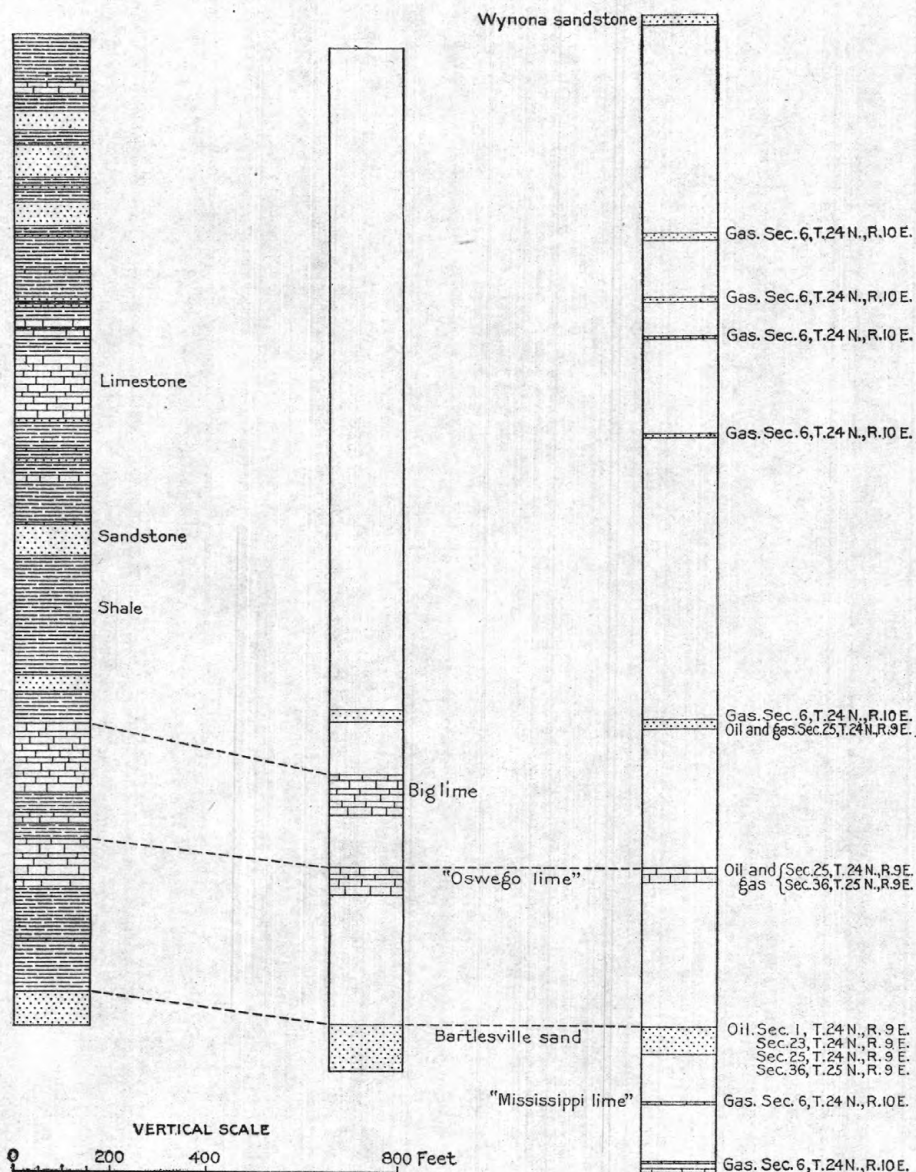 Wynona sandstone
Gas. Sec. 6, T. 24 N., R. 10 E.
Gas. Sec. 6, T. 24 N., R. 10 E.
Gas. Sec. 6, T. 24 N., R. 10 E.
Limestone
Gas. Sec. 6, T. 24 N., R. 10 E.
Sandstone
Shale
Gas. Sec. 6, T. 24 N., R. 10 E.
Oil and gas. Sec. 25, T. 24 N., R. 9 E.
Big lime
"Oswego lime"
Oil and { Sec. 25, T. 24 N., R. 9 E.
gas { Sec. 36, T. 25 N., R. 9 E.
Bartlesville sand
Oil. Sec. 1, T. 24 N., R. 9 E.
Sec. 23, T. 24 N., R. 9 E.
Sec. 25, T. 24 N., R. 9 E.
Sec. 36, T. 25 N., R. 9 E.
"Mississippi lime"
Gas. Sec. 6, T. 24 N., R. 10 E.
VERTICAL SCALE
0 200 400 800 Feet
Gas. Sec. 6, T. 24 N., R. 10 E.